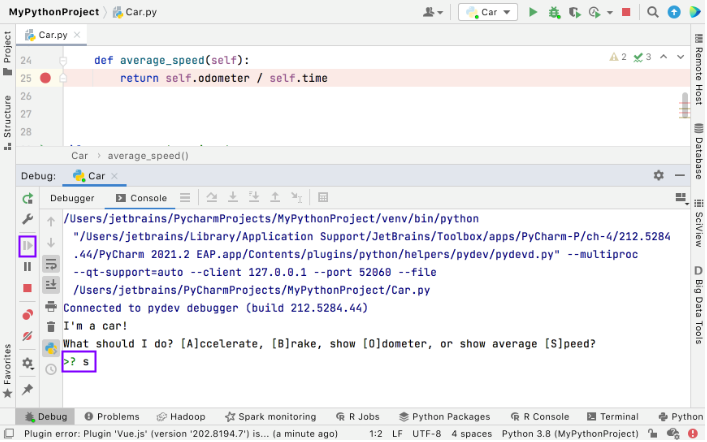 MyPythonProject Car.py
Car
Car.py
Project
Structure
Favorites
2 3
24 def average_speed(self):
25 return self.odometer / self.time
26
27
28
Car average_speed()
Debug: Car
Debugger Console
/Users/jetbrains/PycharmProjects/MyPythonProject/venv/bin/python
"/Users/jetbrains/Library/Application Support/JetBrains/Toolbox/apps/PyCharm-P/ch-4/212.5284
.44/PyCharm 2021.2 EAP.app/Contents/plugins/python/helpers/pydev/pydevd.py" --multiproc
--qt-support=auto --client 127.0.0.1 --port 52060 --file
/Users/jetbrains/PyCharmProjects/MyPythonProject/Car.py
Connected to pydev debugger (build 212.5284.44)
I'm a car!
What should I do? [A]ccelerate, [B]rake, show [O]dometer, or show average [S]peed?
>? s
Remote Host
Database
SciView
Big Data Tools
Debug Problems Hadoop Spark monitoring R Jobs Python Packages R Console Terminal Python
Plugin error: Plugin 'Vue.js' (version '202.8194.7') is... (a minute ago) 1:2 LF UTF-8 4 spaces Python 3.8 (MyPythonProject)